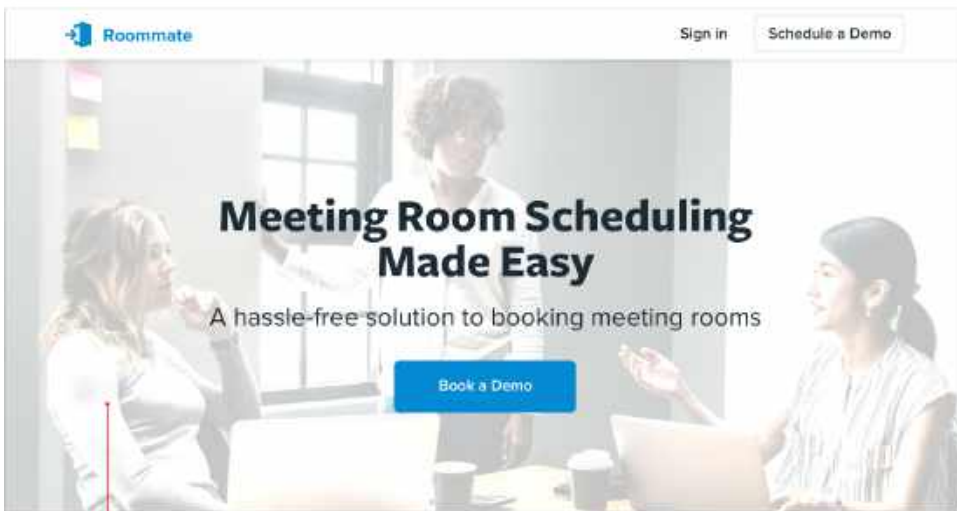 Roommate
Sign in
Schedule a Demo
Meeting Room Scheduling
Made Easy
A hassle-free solution to booking meeting rooms
Book a Demo